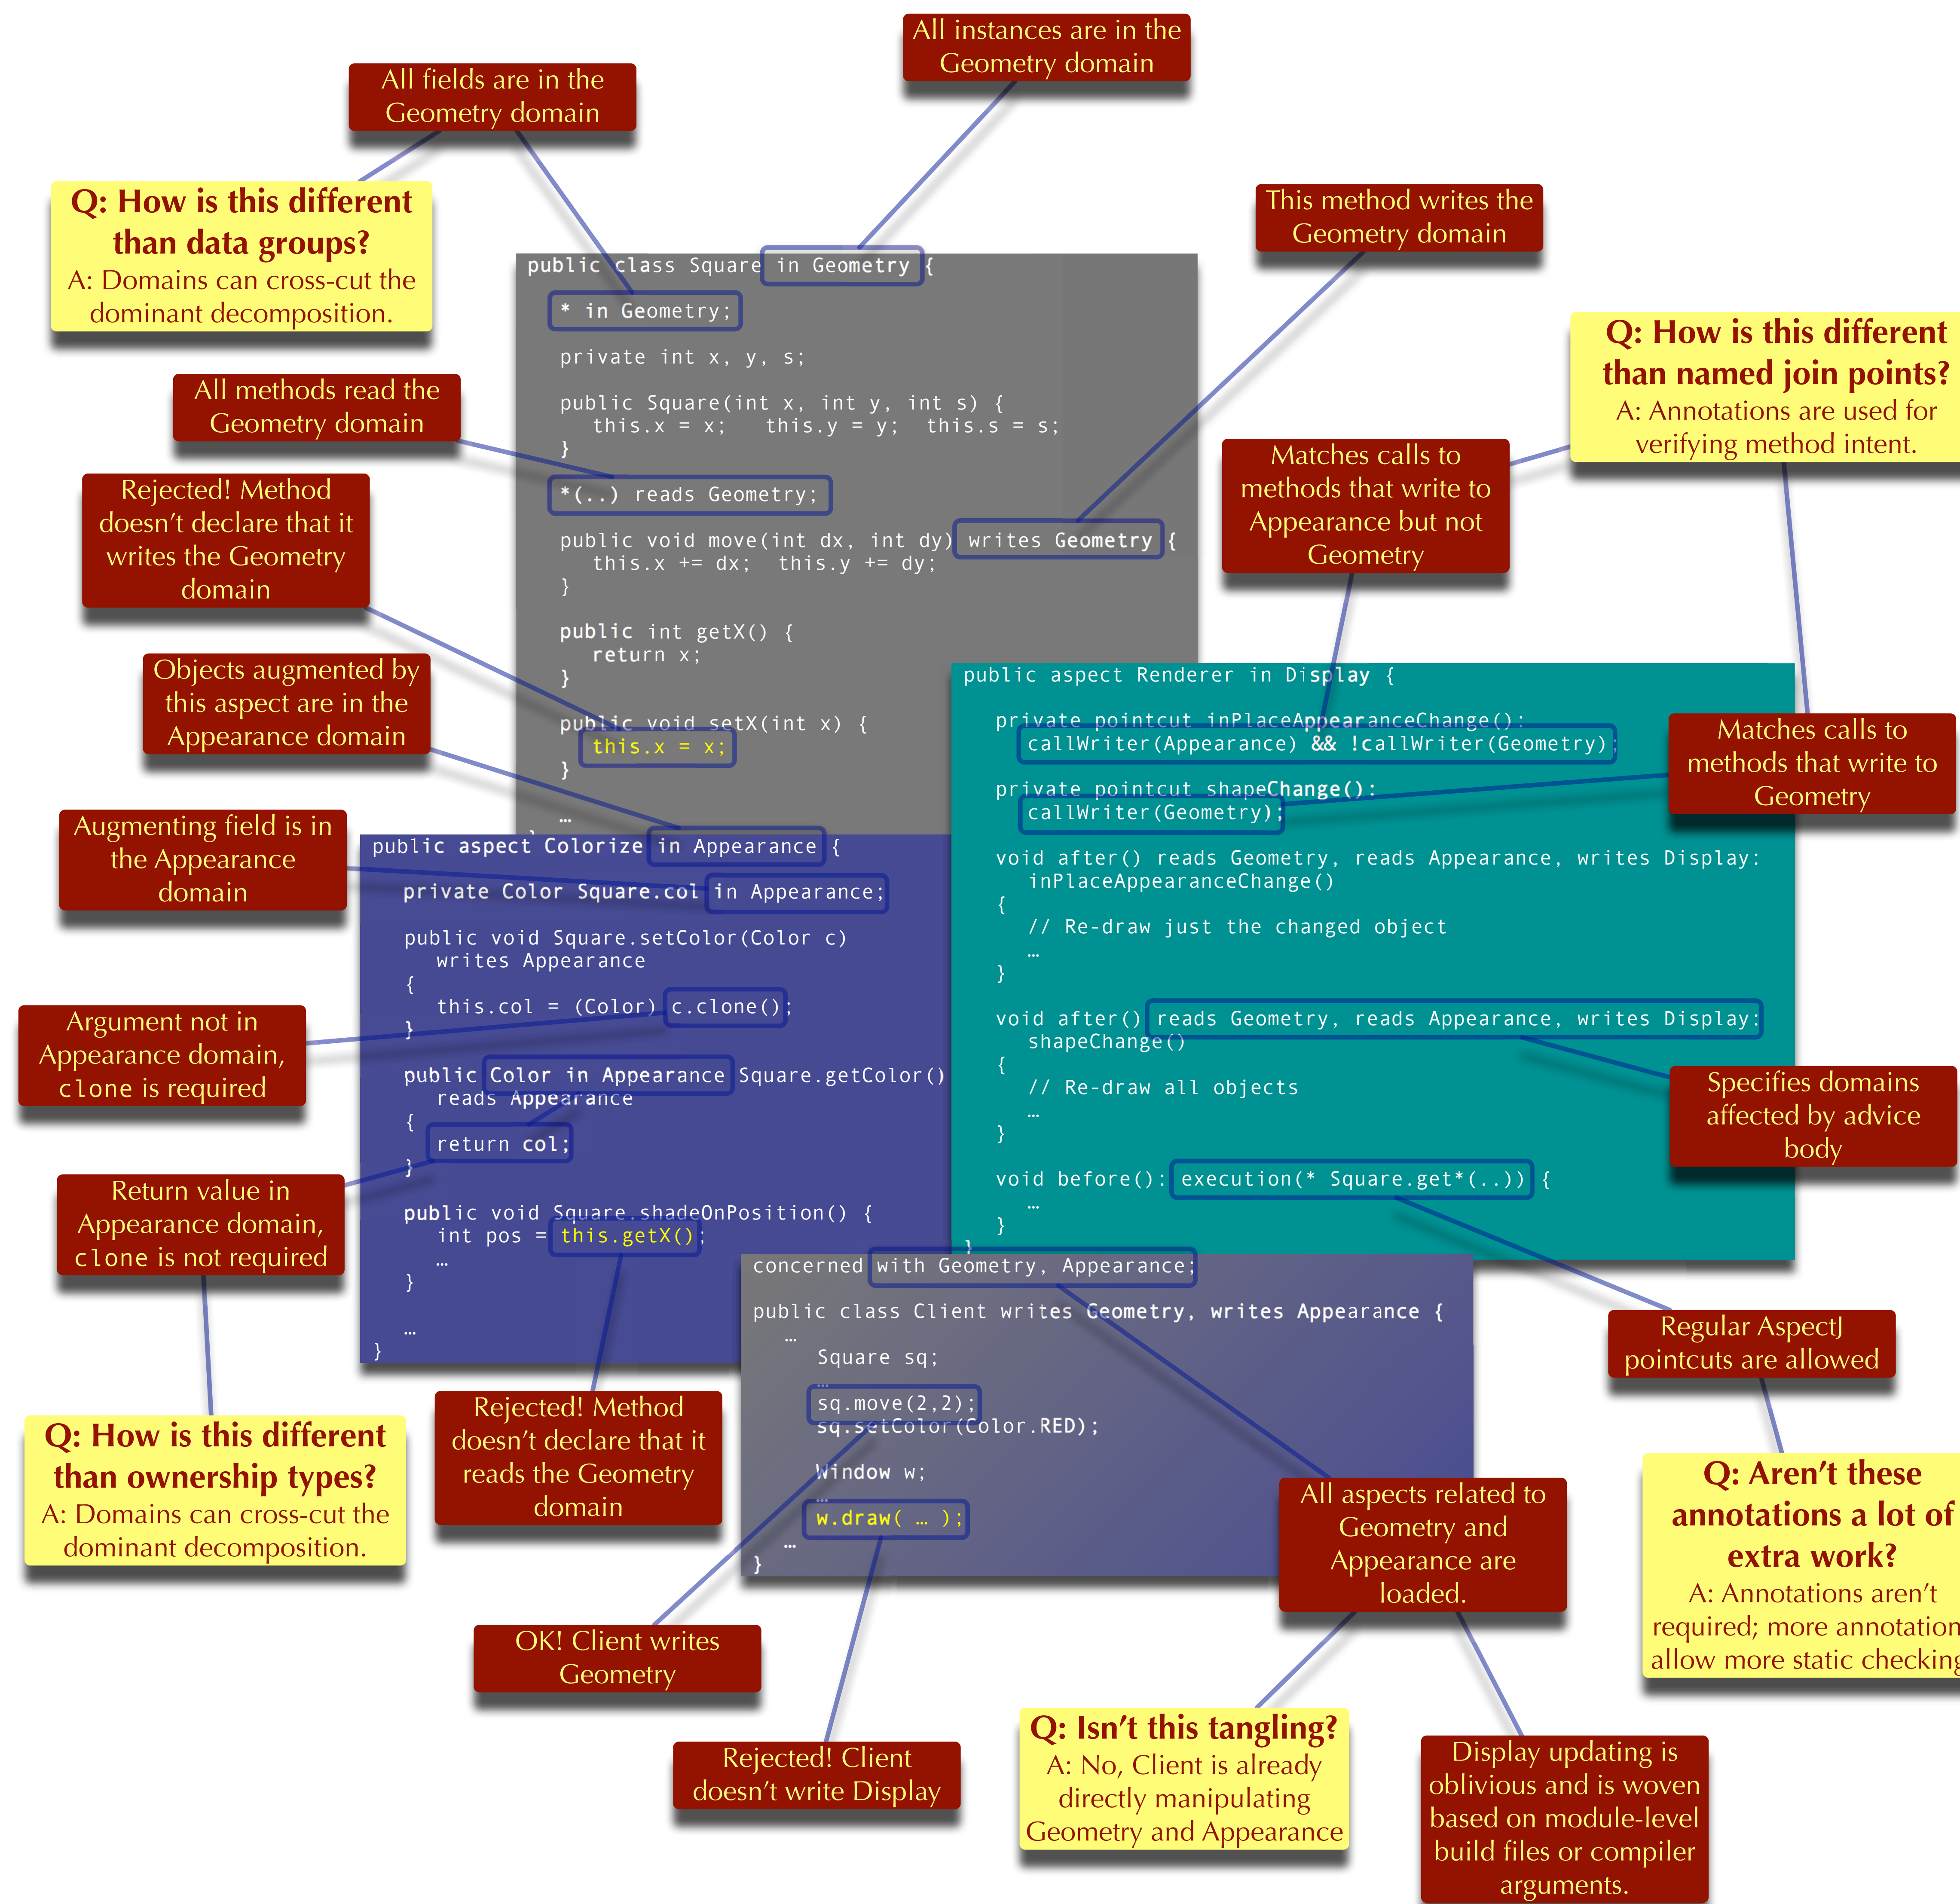 All instances are in the
Geometry domain
All fields are in the
Geometry domain
Q: How is this different
than data groups?
A: Domains can cross-cut the
dominant decomposition.
This method writes the
Geometry domain
Q: How is this different
than named join points?
A: Annotations are used for
verifying method intent.
All methods read the
Geometry domain
Rejected! Method
doesn’t declare that it
writes the Geometry
domain
Matches calls to
methods that write to
Appearance but not
Geometry
Objects augmented by
this aspect are in the
Appearance domain
Matches calls to
methods that write to
Geometry
Augmenting field is in
the Appearance
domain
public class Square in Geometry {
* in Geometry;
private int x, y, s;
public Square(int x, int y, int s) {
this.x = x;   this.y = y;  this.s = s;
}
*(..) reads Geometry;
public void move(int dx, int dy) writes Geometry {
this.x += dx;  this.y += dy;
}
public int getX() {
return x;
}
public void setX(int x) {
this.x = x;
}
…
public aspect Renderer in Display {
private pointcut inPlaceAppearanceChange():
callWriter(Appearance) && !callWriter(Geometry);
private pointcut shapeChange():
callWriter(Geometry);
void after() reads Geometry, reads Appearance, writes Display:
inPlaceAppearanceChange()
{
// Re-draw just the changed object
…
}
void after() reads Geometry, reads Appearance, writes Display:
shapeChange()
{
// Re-draw all objects
…
}
void before(): execution(* Square.get*(..)) {
…
}
}
public aspect Colorize in Appearance {
private Color Square.col in Appearance;
public void Square.setColor(Color c)
writes Appearance
{
this.col = (Color) c.clone();
}
public Color in Appearance Square.getColor()
reads Appearance
{
return col;
}
public void Square.shadeOnPosition() {
int pos = this.getX();
…
}
…
}
Argument not in
Appearance domain,
clone is required
Specifies domains
affected by advice
body
Return value in
Appearance domain,
clone is not required
concerned with Geometry, Appearance;
public class Client writes Geometry, writes Appearance {
…
Square sq;
…
sq.move(2,2);
sq.setColor(Color.RED);
Window w;
…
w.draw( … );
…
}
Regular AspectJ
pointcuts are allowed
Q: How is this different
than ownership types?
A: Domains can cross-cut the
dominant decomposition.
Rejected! Method
doesn’t declare that it
reads the Geometry
domain
All aspects related to
Geometry and
Appearance are
loaded.
Q: Aren’t these
annotations a lot of
extra work?
A: Annotations aren’t
required; more annotation
allow more static checking
OK! Client writes
Geometry
Rejected! Client
doesn’t write Display
Q: Isn’t this tangling?
A: No, Client is already
directly manipulating
Geometry and Appearance
Display updating is
oblivious and is woven
based on module-level
build files or compiler
arguments.